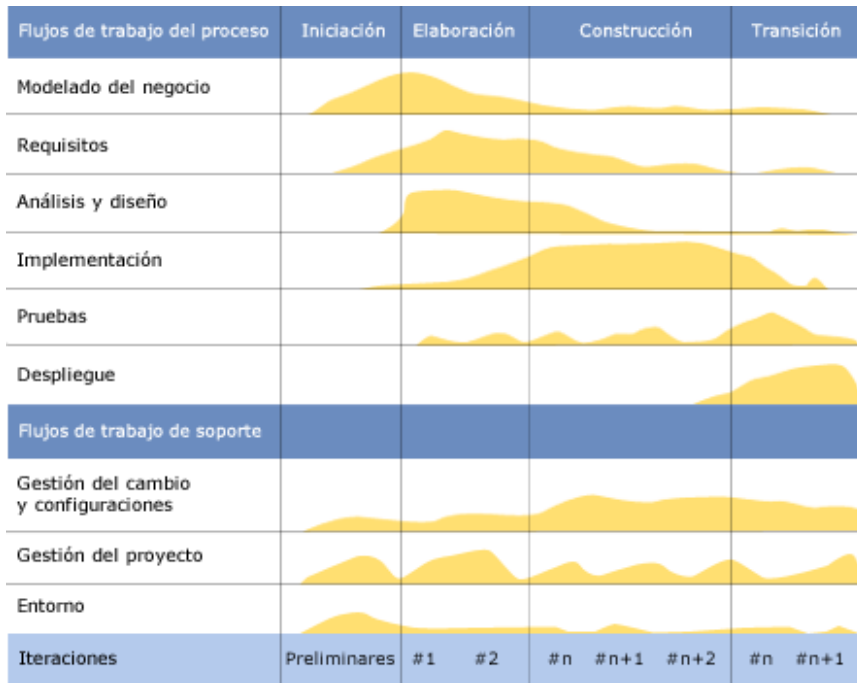 Flujos de trabajo del proceso Iniciación Elaboración Construcción Transición
Modelado del negocio
Requisitos
Análisis y diseño
Implementación
Pruebas
Despliegue
Flujos de trabajo de soporte
Gestión del cambio
y configuraciones
Gestión del proyecto
Entorno
Iteraciones Preliminares #1 #2 #n #n+1 #n+2 #n #n+1